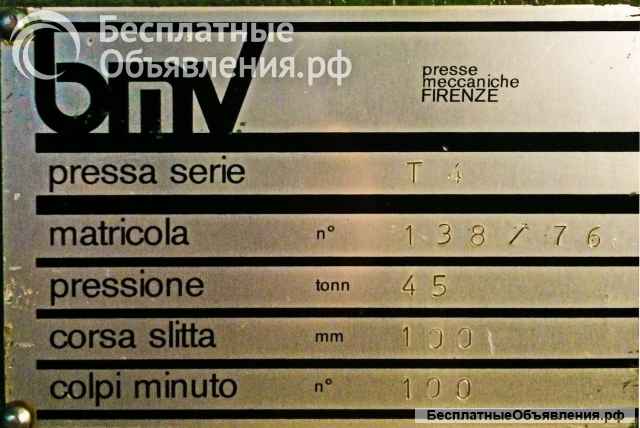 Бесплатные
Объявления.рф
bmv
presse
meccaniche
FIRENZE
pressa serie T 4
matricola n° 138/76
pressione tonn 45
corsa slitta mm 100
colpi minuto n° 100
БесплатныеОбъявления.рф